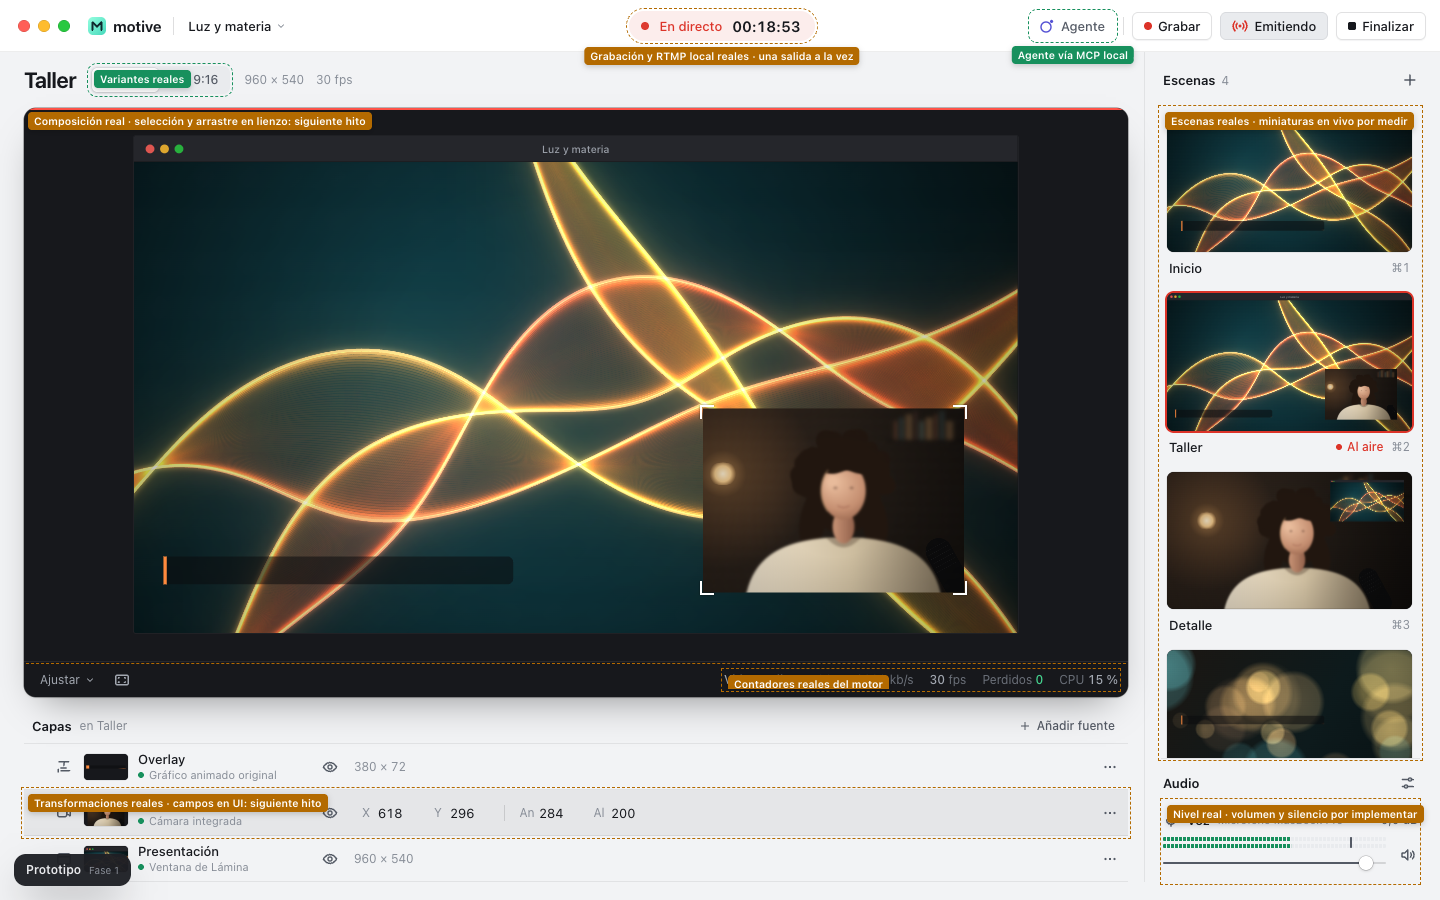 motive
Luz y materia
En directo 00:18:53
Agente
Grabar
Emitiendo
Finalizar
Grabación y RTMP local reales · una salida a la vez
Agente vía MCP local
Taller
Variantes reales
9:16
960 × 540
30 fps
Composición real · selección y arrastre en lienzo: siguiente hito
Luz y materia
Ajustar
Contadores reales del motor
kb/s
30 fps
Perdidos 0
CPU 15 %
Capas en Taller
Añadir fuente
Overlay
Gráfico animado original
380 × 72
Transformaciones reales · campos en UI: siguiente hito
Cámara integrada
X 618
Y 296
An 284
Al 200
Presentación
Ventana de Lámina
960 × 540
Prototipo Fase 1
Escenas 4
Escenas reales · miniaturas en vivo por medir
Inicio ⌘1
Taller Al aire ⌘2
Detalle ⌘3
Audio
Nivel real · volumen y silencio por implementar